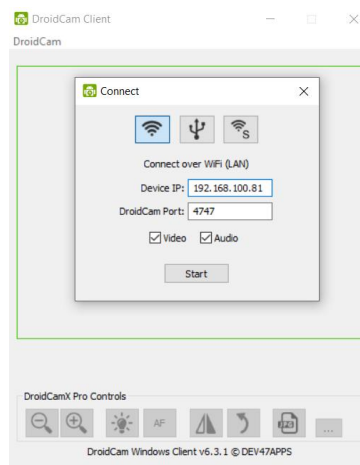 DroidCam Client
DroidCam
Connect
S
Connect over WiFi (LAN)
Device IP: 192.168.100.81
DroidCam Port: 4747
Video Audio
Start
DroidCamX Pro Controls
AF
JPG
...
DroidCam Windows Client v6.3.1 © DEV47APPS